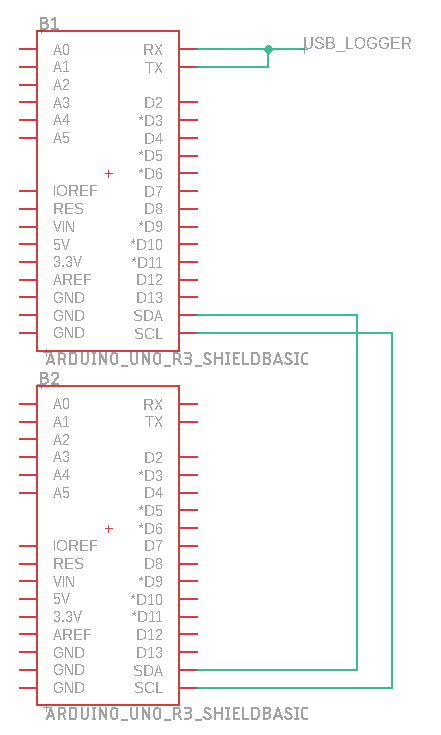 B1
A0 RX
A1 TX
A2
A3 D2
A4 *D3
A5 D4
*D5
*D6
IOREF D7
RES D8
VIN *D9
5V *D10
3.3V *D11
AREF D12
GND D13
GND SDA
GND SCL
USB_LOGGER
ARDUINO_UNO_R3_SHIELDBASIC
B2
A0 RX
A1 TX
A2
A3 D2
A4 *D3
A5 D4
*D5
*D6
IOREF D7
RES D8
VIN *D9
5V *D10
3.3V *D11
AREF D12
GND D13
GND SDA
GND SCL
ARDUINO_UNO_R3_SHIELDBASIC